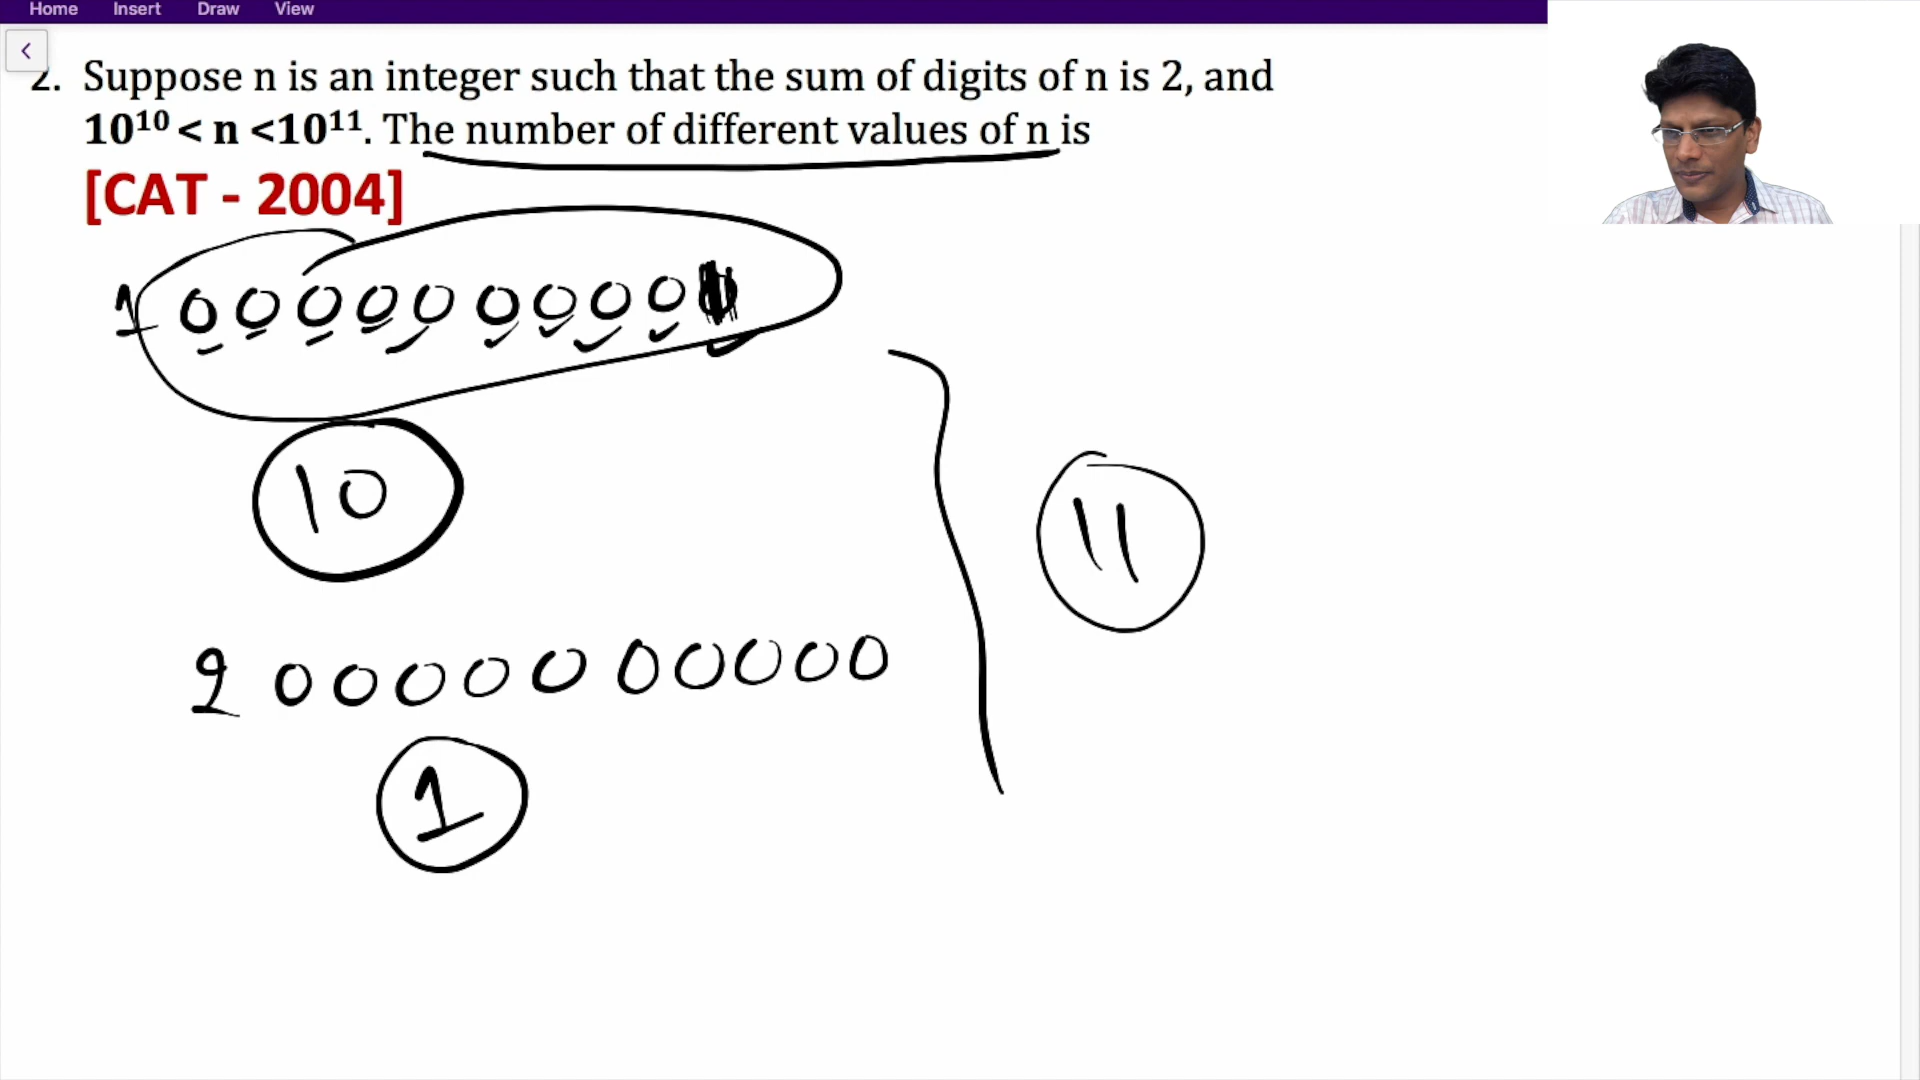 Home Insert Draw View
2. Suppose n is an integer such that the sum of digits of n is 2, and
10¹⁰ < n <10¹¹. The number of different values of n is
[CAT - 2004]
1 0 0 0 0 0 0 0 0 0
10
11
2 0 0 0 0 0 0 0 0 0 0
1